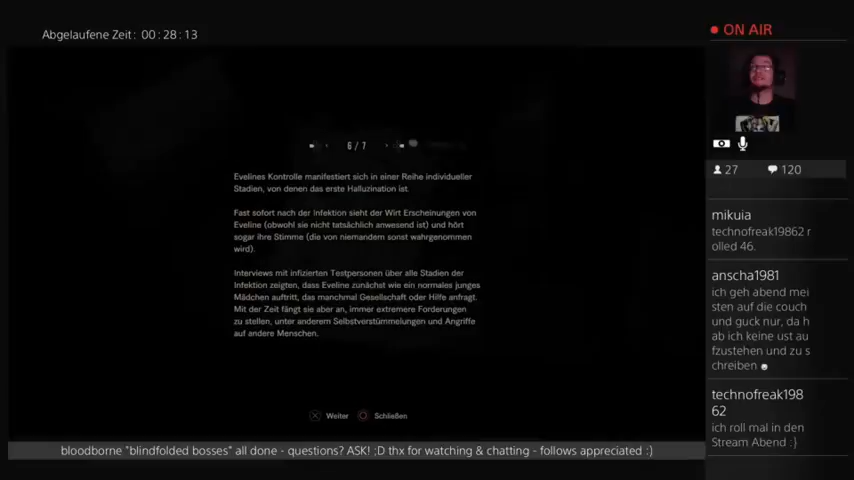 Abgelaufene Zeit: 00:28:13
ON AIR
6/7
Evelines Kontrolle manifestiert sich in einer Reihe individueller
Stadien, von denen das erste Halluzination ist.
Fast sofort nach der Infektion sieht der Wirt Erscheinungen von
Eveline (obwohl sie nicht tatsächlich anwesend ist) und hört
sogar ihre Stimme (die von niemandem sonst wahrgenommen
wird).
Interviews mit infizierten Testpersonen über alle Stadien der
Infektion zeigten, dass Eveline zunächst wie ein normales junges
Mädchen auftritt, das manchmal Gesellschaft oder Hilfe anfragt.
Mit der Zeit fängt sie aber an, immer extremere Forderungen
zu stellen, unter anderem Selbstverstümmelungen und Angriffe
auf andere Menschen.
Weiter Schließen
27 120
mikuia
technofreak19862 r
olled 46.
anscha1981
ich geh abend mei
sten auf die couch
und guck nur, da h
ab ich keine ust au
fzustehen und zu s
chreiben
technofreak198
62
ich roll mal in den
Stream Abend :}
bloodborne "blindfolded bosses" all done - questions? ASK! ;D thx for watching & chatting - follows appreciated :)